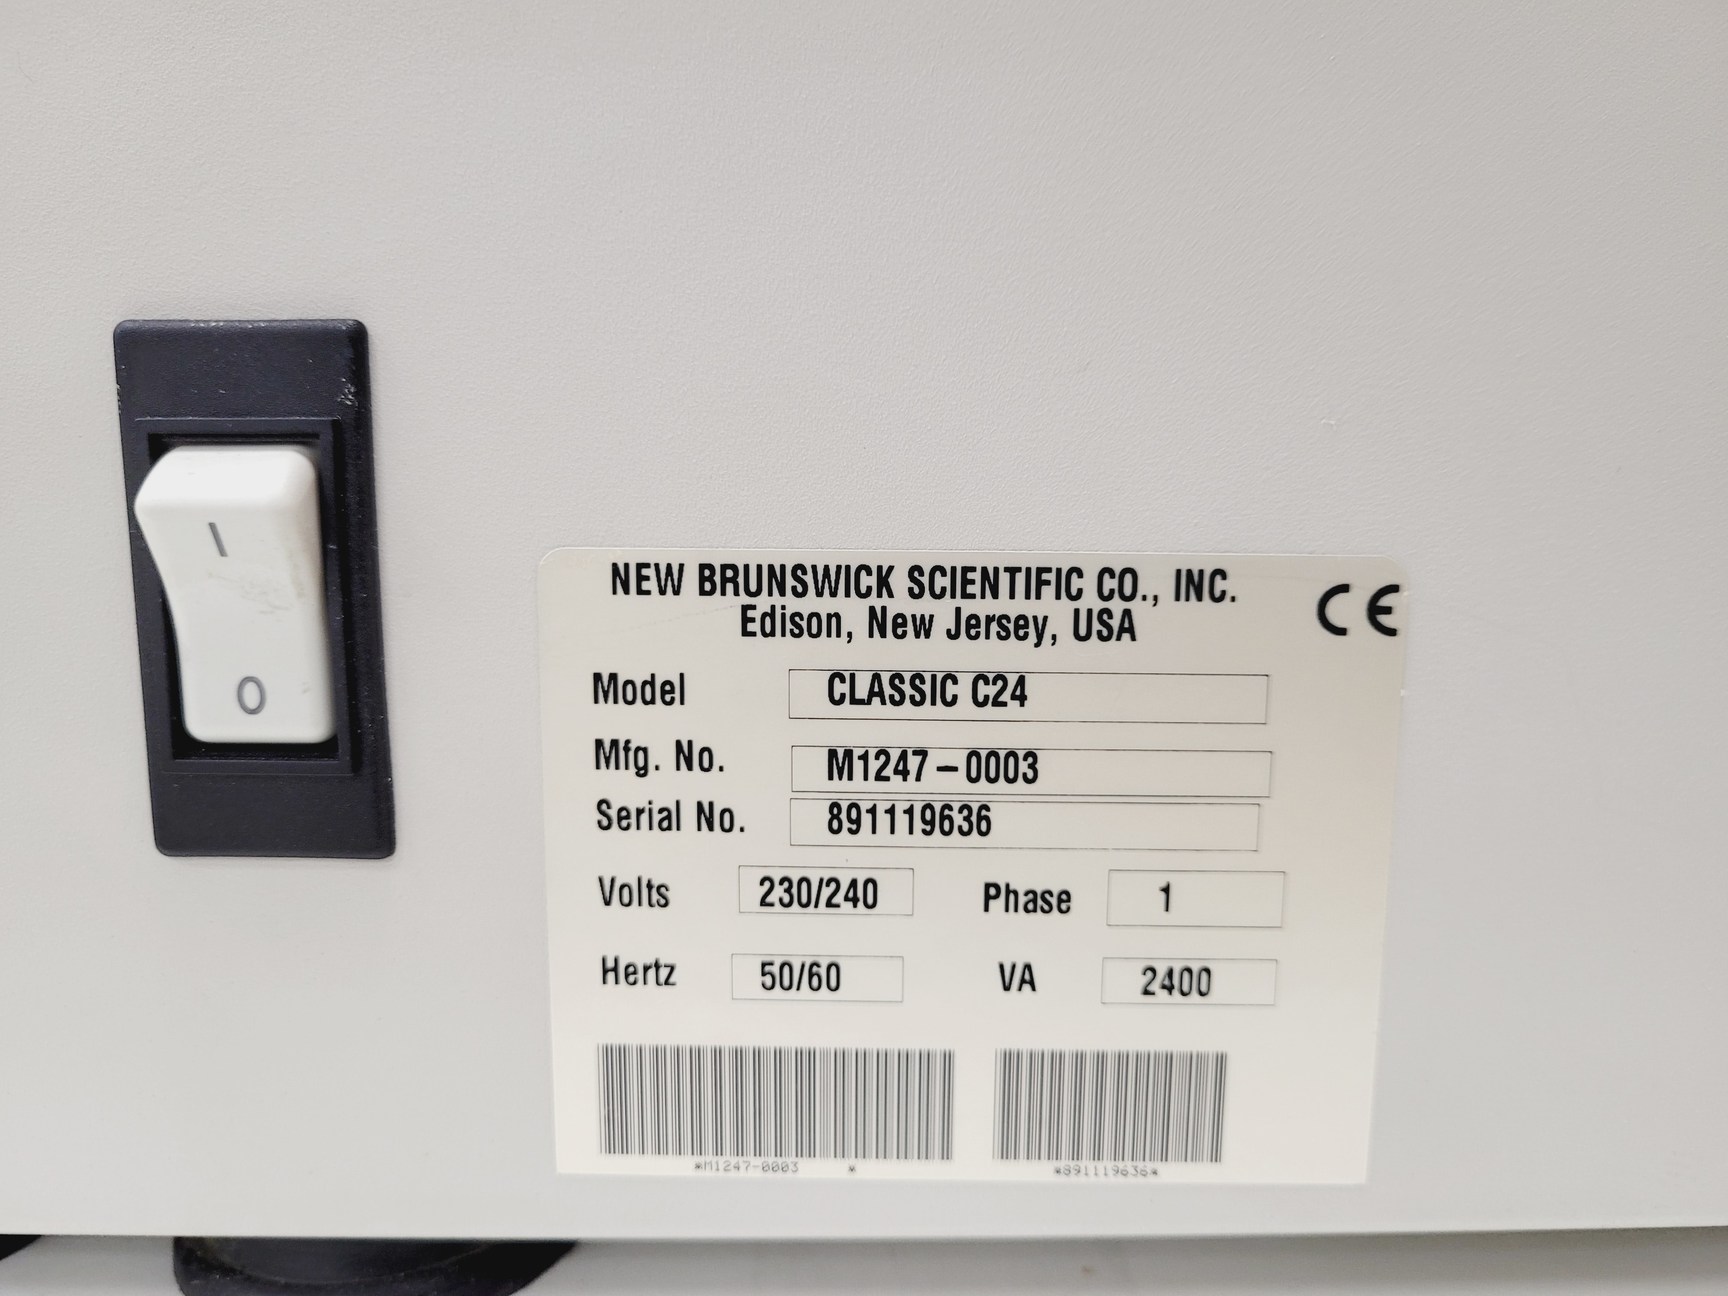 I
O
NEW BRUNSWICK SCIENTIFIC CO., INC.
CE
Edison, New Jersey, USA
Model CLASSIC C24
Mfg. No. M1247-0003
Serial No. 891119636
Volts 230/240 Phase 1
Hertz 50/60 VA 2400
*M1247-0003 * *891119636*